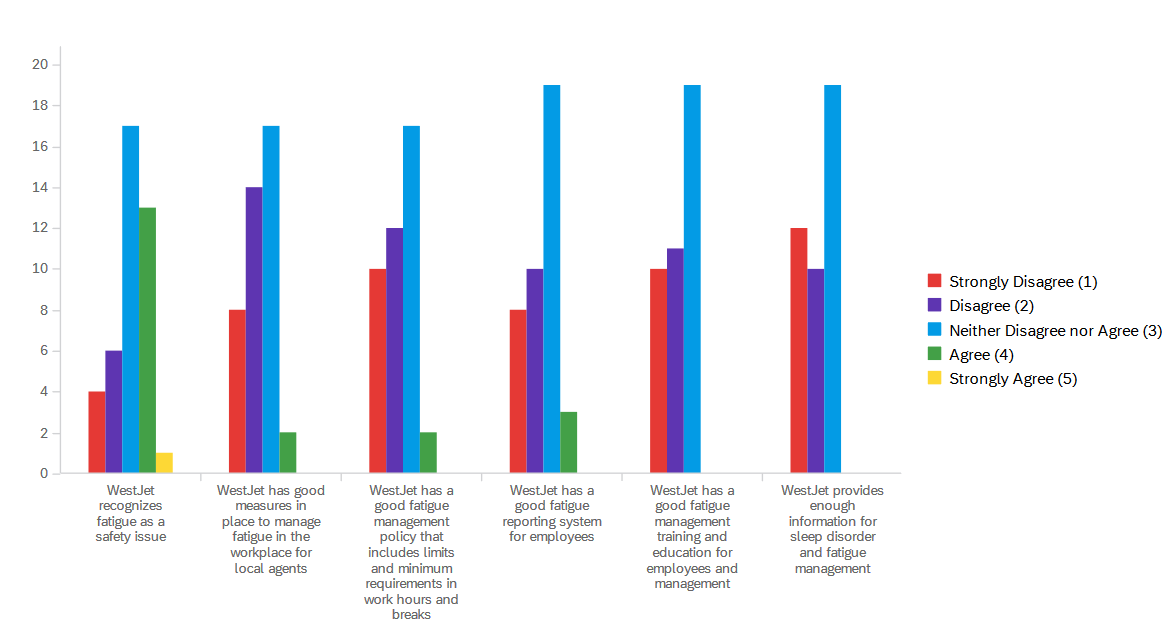 20
18
16
14
12
10
8
6
4
2
0
WestJet
recognizes
fatigue as a
safety issue
WestJet has good
measures in
place to manage
fatigue in the
workplace for
local agents
WestJet has a
good fatigue
management
policy that
includes limits
and minimum
requirements in
work hours and
breaks
WestJet has a
good fatigue
reporting system
for employees
WestJet has a
good fatigue
management
training and
education for
employees and
management
WestJet provides
enough
information for
sleep disorder
and fatigue
management
Strongly Disagree (1)
Disagree (2)
Neither Disagree nor Agree (3)
Agree (4)
Strongly Agree (5)